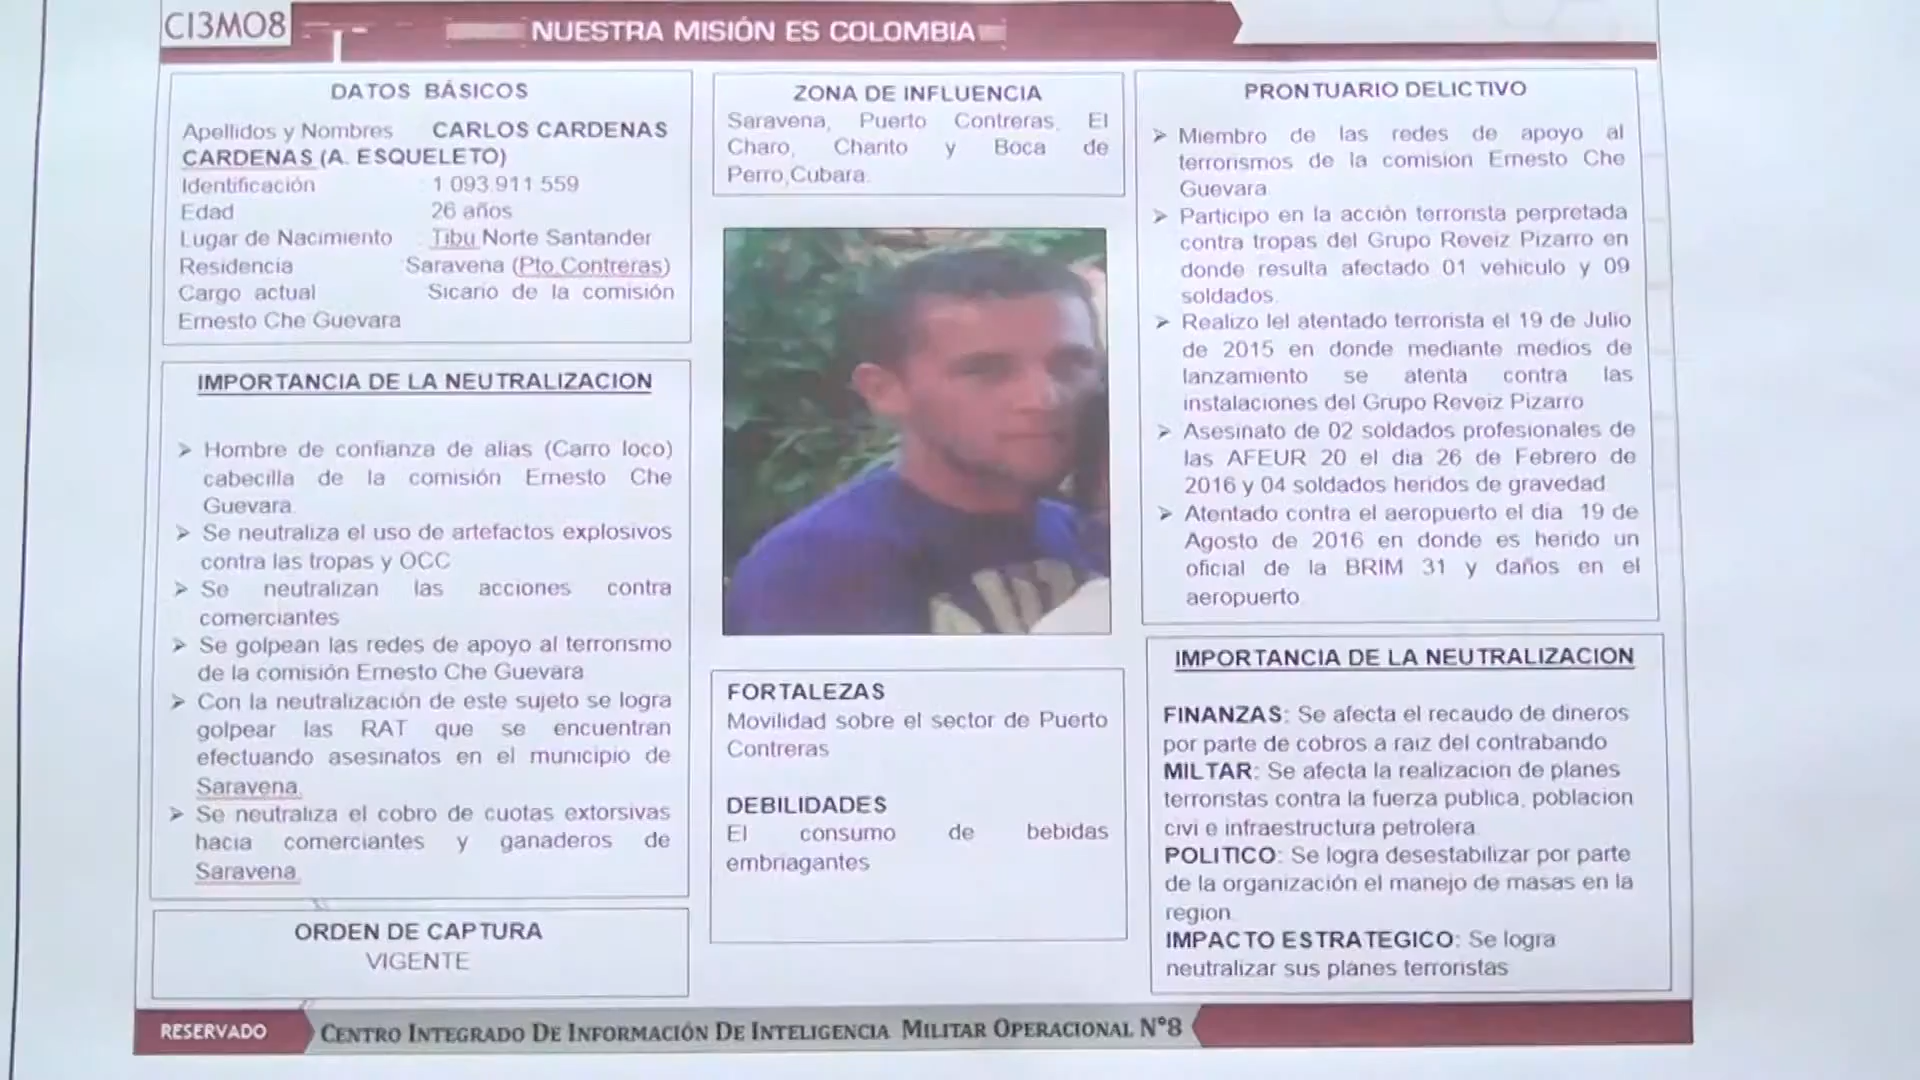 CI3MO8
NUESTRA MISIÓN ES COLOMBIA
DATOS BÁSICOS
Apellidos y Nombres CARLOS CARDENAS
CARDENAS (A. ESQUELETO)
Identificación : 1 093.911 559
Edad 26 años
Lugar de Nacimiento : Tibu Norte Santander
Residencia Saravena (Pto.Contreras)
Cargo actual Sicario de la comisión
Ernesto Che Guevara
IMPORTANCIA DE LA NEUTRALIZACION
➢ Hombre de confianza de alias (Carro loco)
cabecilla de la comisión Ernesto Che
Guevara.
➢ Se neutraliza el uso de artefactos explosivos
contra las tropas y OCC
➢ Se neutralizan las acciones contra
comerciantes
➢ Se golpean las redes de apoyo al terrorismo
de la comisión Ernesto Che Guevara
➢ Con la neutralización de este sujeto se logra
golpear las RAT que se encuentran
efectuando asesinatos en el municipio de
Saravena.
➢ Se neutraliza el cobro de cuotas extorsivas
hacia comerciantes y ganaderos de
Saravena.
ORDEN DE CAPTURA
VIGENTE
ZONA DE INFLUENCIA
Saravena, Puerto Contreras, El
Charo, Charito y Boca de
Perro,Cubara.
FORTALEZAS
Movilidad sobre el sector de Puerto
Contreras
DEBILIDADES
El consumo de bebidas
embriagantes
PRONTUARIO DELICTIVO
➢ Miembro de las redes de apoyo al
terrorismos de la comision Ernesto Che
Guevara.
➢ Participo en la acción terrorista perpretada
contra tropas del Grupo Reveiz Pizarro en
donde resulta afectado 01 vehiculo y 09
soldados.
➢ Realizo lel atentado terrorista el 19 de Julio
de 2015 en donde mediante medios de
lanzamiento se atenta contra las
instalaciones del Grupo Reveiz Pizarro
➢ Asesinato de 02 soldados profesionales de
las AFEUR 20 el dia 26 de Febrero de
2016 y 04 soldados heridos de gravedad
➢ Atentado contra el aeropuerto el dia 19 de
Agosto de 2016 en donde es herido un
oficial de la BRIM 31 y daños en el
aeropuerto.
IMPORTANCIA DE LA NEUTRALIZACION
FINANZAS: Se afecta el recaudo de dineros
por parte de cobros a raiz del contrabando
MILTAR: Se afecta la realizacion de planes
terroristas contra la fuerza publica, poblacion
civi e infraestructura petrolera.
POLITICO: Se logra desestabilizar por parte
de la organización el manejo de masas en la
region.
IMPACTO ESTRATEGICO: Se logra
neutralizar sus planes terroristas
RESERVADO
CENTRO INTEGRADO DE INFORMACIÓN DE INTELIGENCIA MILITAR OPERACIONAL N°8